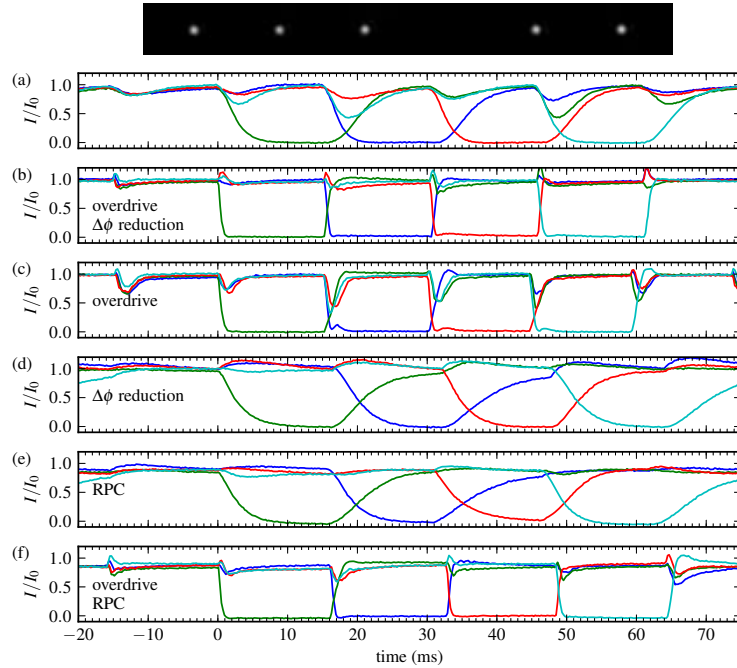 (a)
I/I₀
1.0
0.5
0.0
(b)
I/I₀
1.0
0.5
0.0
overdrive
Δϕ reduction
(c)
I/I₀
1.0
0.5
0.0
overdrive
(d)
I/I₀
1.0
0.5
0.0
Δϕ reduction
(e)
I/I₀
1.0
0.5
0.0
RPC
(f)
I/I₀
1.0
0.5
0.0
overdrive
RPC
−20 −10 0 10 20 30 40 50 60 70
time (ms)